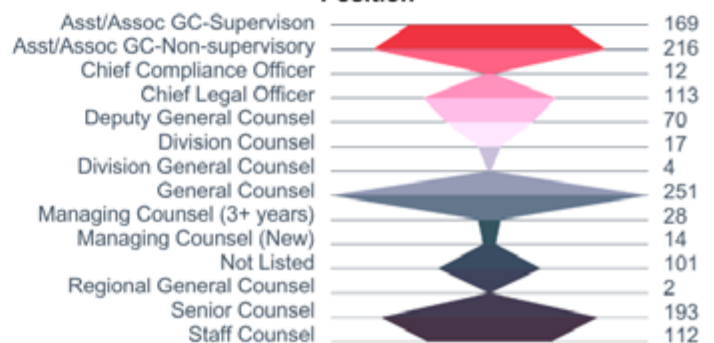 Position
Asst/Assoc GC-Supervison 169
Asst/Assoc GC-Non-supervisory 216
Chief Compliance Officer 12
Chief Legal Officer 113
Deputy General Counsel 70
Division Counsel 17
Division General Counsel 4
General Counsel 251
Managing Counsel (3+ years) 28
Managing Counsel (New) 14
Not Listed 101
Regional General Counsel 2
Senior Counsel 193
Staff Counsel 112